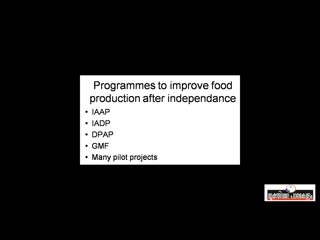 Programmes to improve food
production after independance
• IAAP
• IADP
• DPAP
• GMF
• Many pilot projects